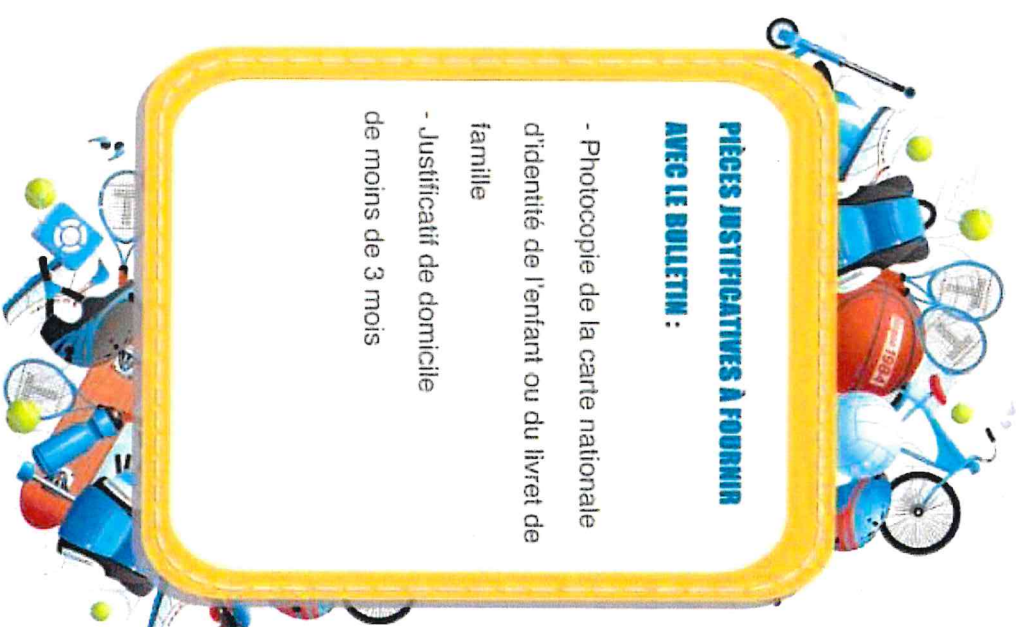 PIÈCES JUSTIFICATIVES À FOURNIR
AVEC LE BULLETIN :
- Photocopie de la carte nationale
d'identité de l'enfant ou du livret de
famille
- Justificatif de domicile
de moins de 3 mois